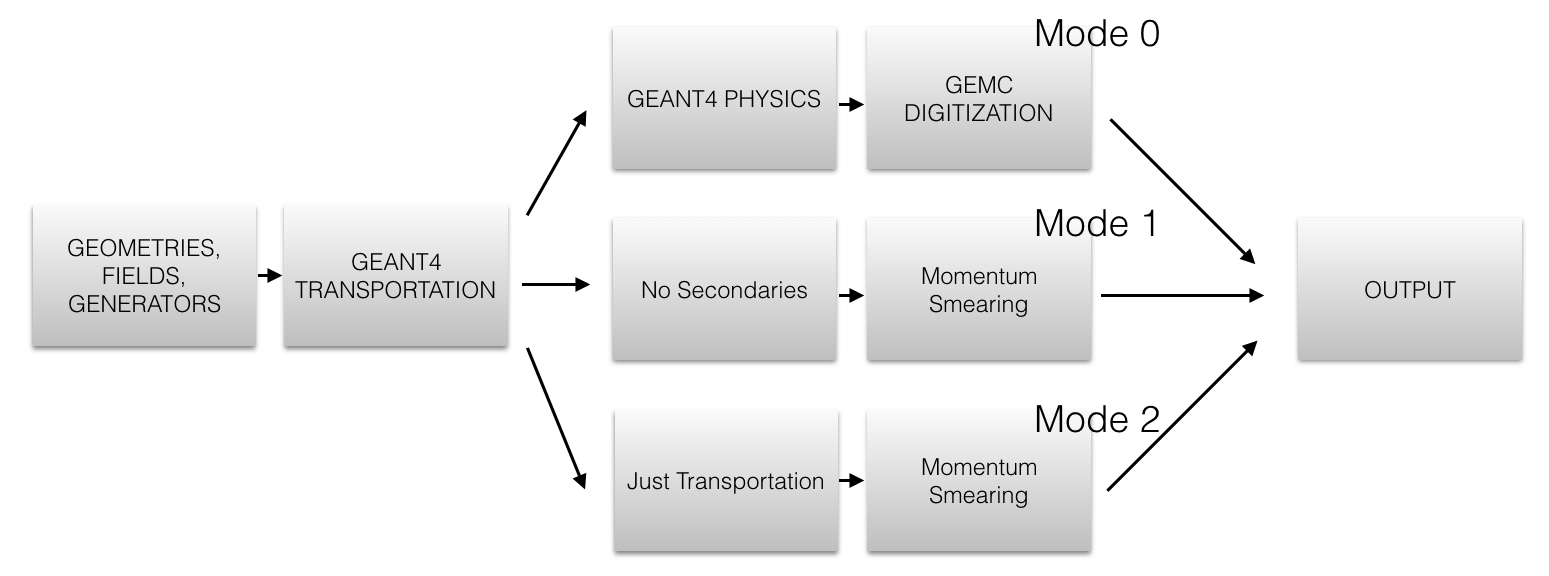 Mode 0
GEANT4 PHYSICS
GEMC
DIGITIZATION
GEOMETRIES,
FIELDS,
GENERATORS
GEANT4
TRANSPORTATION
Mode 1
No Secondaries
Momentum
Smearing
OUTPUT
Mode 2
Just Transportation
Momentum
Smearing